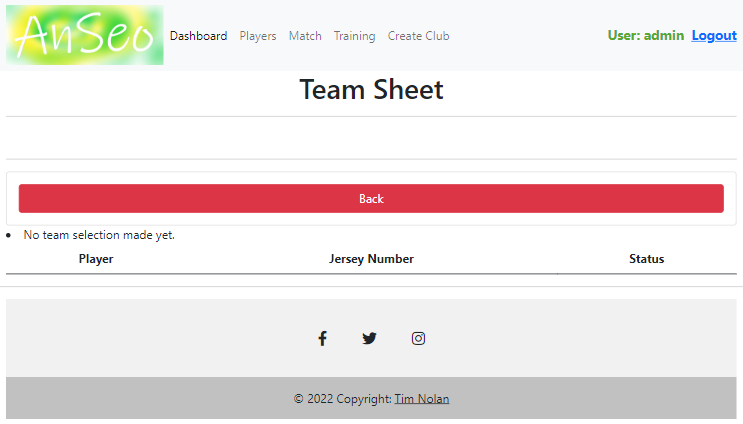 AnSeo Dashboard Players Match Training Create Club User: admin Logout
Team Sheet
Back
No team selection made yet.
Player Jersey Number Status
© 2022 Copyright: Tim Nolan